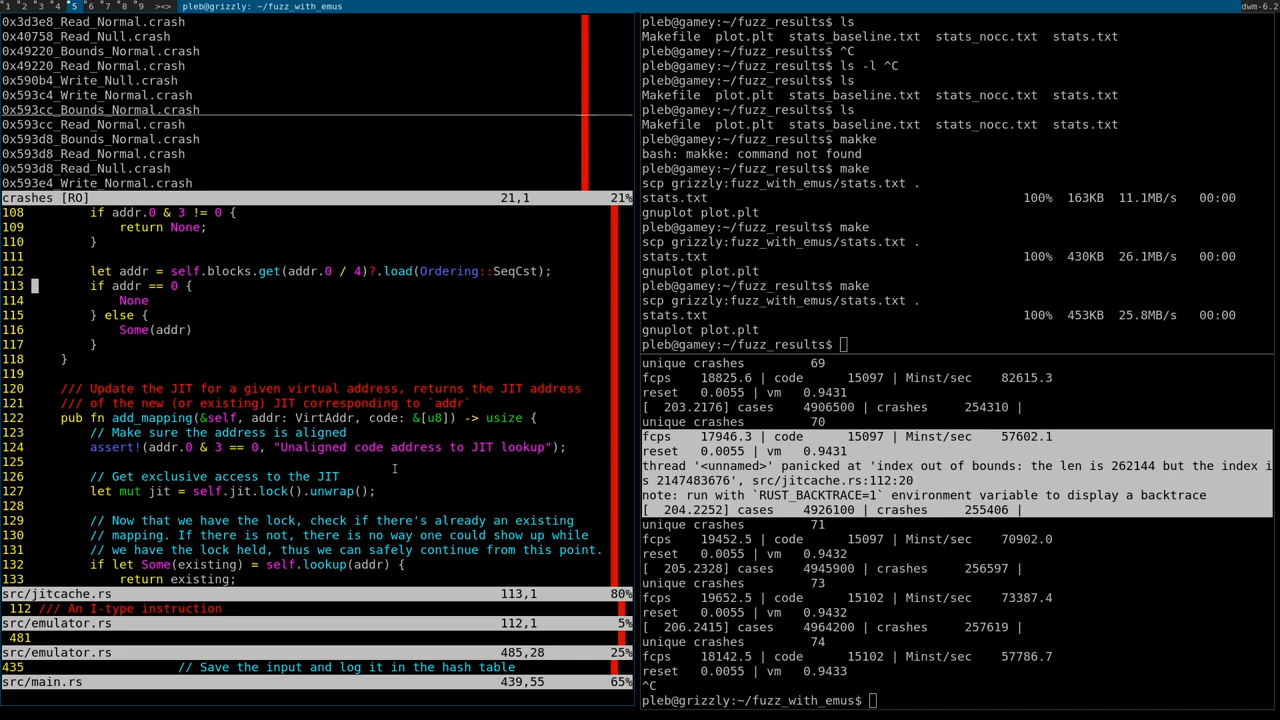 1 2 3 4 5 6 7 8 9 ><> pleb@grizzly: ~/fuzz_with_emus dwm-6.2
0x3d3e8_Read_Normal.crash
0x40758_Read_Null.crash
0x49220_Bounds_Normal.crash
0x49220_Read_Normal.crash
0x590b4_Write_Null.crash
0x593c4_Write_Normal.crash
0x593cc_Bounds_Normal.crash
0x593cc_Read_Normal.crash
0x593d8_Bounds_Normal.crash
0x593d8_Read_Normal.crash
0x593d8_Read_Null.crash
0x593e4_Write_Normal.crash
crashes [RO] 21,1 21%
108 if addr.0 & 3 != 0 {
109 return None;
110 }
111
112 let addr = self.blocks.get(addr.0 / 4)?.load(Ordering::SeqCst);
113 if addr == 0 {
114 None
115 } else {
116 Some(addr)
117 }
118 }
119
120 /// Update the JIT for a given virtual address, returns the JIT address
121 /// of the new (or existing) JIT corresponding to `addr`
122 pub fn add_mapping(&self, addr: VirtAddr, code: &[u8]) -> usize {
123 // Make sure the address is aligned
124 assert!(addr.0 & 3 == 0, "Unaligned code address to JIT lookup");
125
126 // Get exclusive access to the JIT
127 let mut jit = self.jit.lock().unwrap();
128
129 // Now that we have the lock, check if there's already an existing
130 // mapping. If there is not, there is no way one could show up while
131 // we have the lock held, thus we can safely continue from this point.
132 if let Some(existing) = self.lookup(addr) {
133 return existing;
src/jitcache.rs 113,1 80%
112 /// An I-type instruction
src/emulator.rs 112,1 5%
481
src/emulator.rs 485,28 25%
435 // Save the input and log it in the hash table
src/main.rs 439,55 65%
pleb@gamey:~/fuzz_results$ ls
Makefile plot.plt stats_baseline.txt stats_nocc.txt stats.txt
pleb@gamey:~/fuzz_results$ ^C
pleb@gamey:~/fuzz_results$ ls -l ^C
pleb@gamey:~/fuzz_results$ ls
Makefile plot.plt stats_baseline.txt stats_nocc.txt stats.txt
pleb@gamey:~/fuzz_results$ ls
Makefile plot.plt stats_baseline.txt stats_nocc.txt stats.txt
pleb@gamey:~/fuzz_results$ makke
bash: makke: command not found
pleb@gamey:~/fuzz_results$ make
scp grizzly:fuzz_with_emus/stats.txt .
stats.txt 100% 163KB 11.1MB/s 00:00
gnuplot plot.plt
pleb@gamey:~/fuzz_results$ make
scp grizzly:fuzz_with_emus/stats.txt .
stats.txt 100% 430KB 26.1MB/s 00:00
gnuplot plot.plt
pleb@gamey:~/fuzz_results$ make
scp grizzly:fuzz_with_emus/stats.txt .
stats.txt 100% 453KB 25.8MB/s 00:00
gnuplot plot.plt
pleb@gamey:~/fuzz_results$
unique crashes 69
fcps 18825.6 | code 15097 | Minst/sec 82615.3
reset 0.0055 | vm 0.9431
[ 203.2176] cases 4906500 | crashes 254310 |
unique crashes 70
fcps 17946.3 | code 15097 | Minst/sec 57602.1
reset 0.0055 | vm 0.9431
thread '<unnamed>' panicked at 'index out of bounds: the len is 262144 but the index i
s 2147483676', src/jitcache.rs:112:20
note: run with `RUST_BACKTRACE=1` environment variable to display a backtrace
[ 204.2252] cases 4926100 | crashes 255406 |
unique crashes 71
fcps 19452.5 | code 15097 | Minst/sec 70902.0
reset 0.0055 | vm 0.9432
[ 205.2328] cases 4945900 | crashes 256597 |
unique crashes 73
fcps 19652.5 | code 15102 | Minst/sec 73387.4
reset 0.0055 | vm 0.9432
[ 206.2415] cases 4964200 | crashes 257619 |
unique crashes 74
fcps 18142.5 | code 15102 | Minst/sec 57786.7
reset 0.0055 | vm 0.9433
^C
pleb@grizzly:~/fuzz_with_emus$